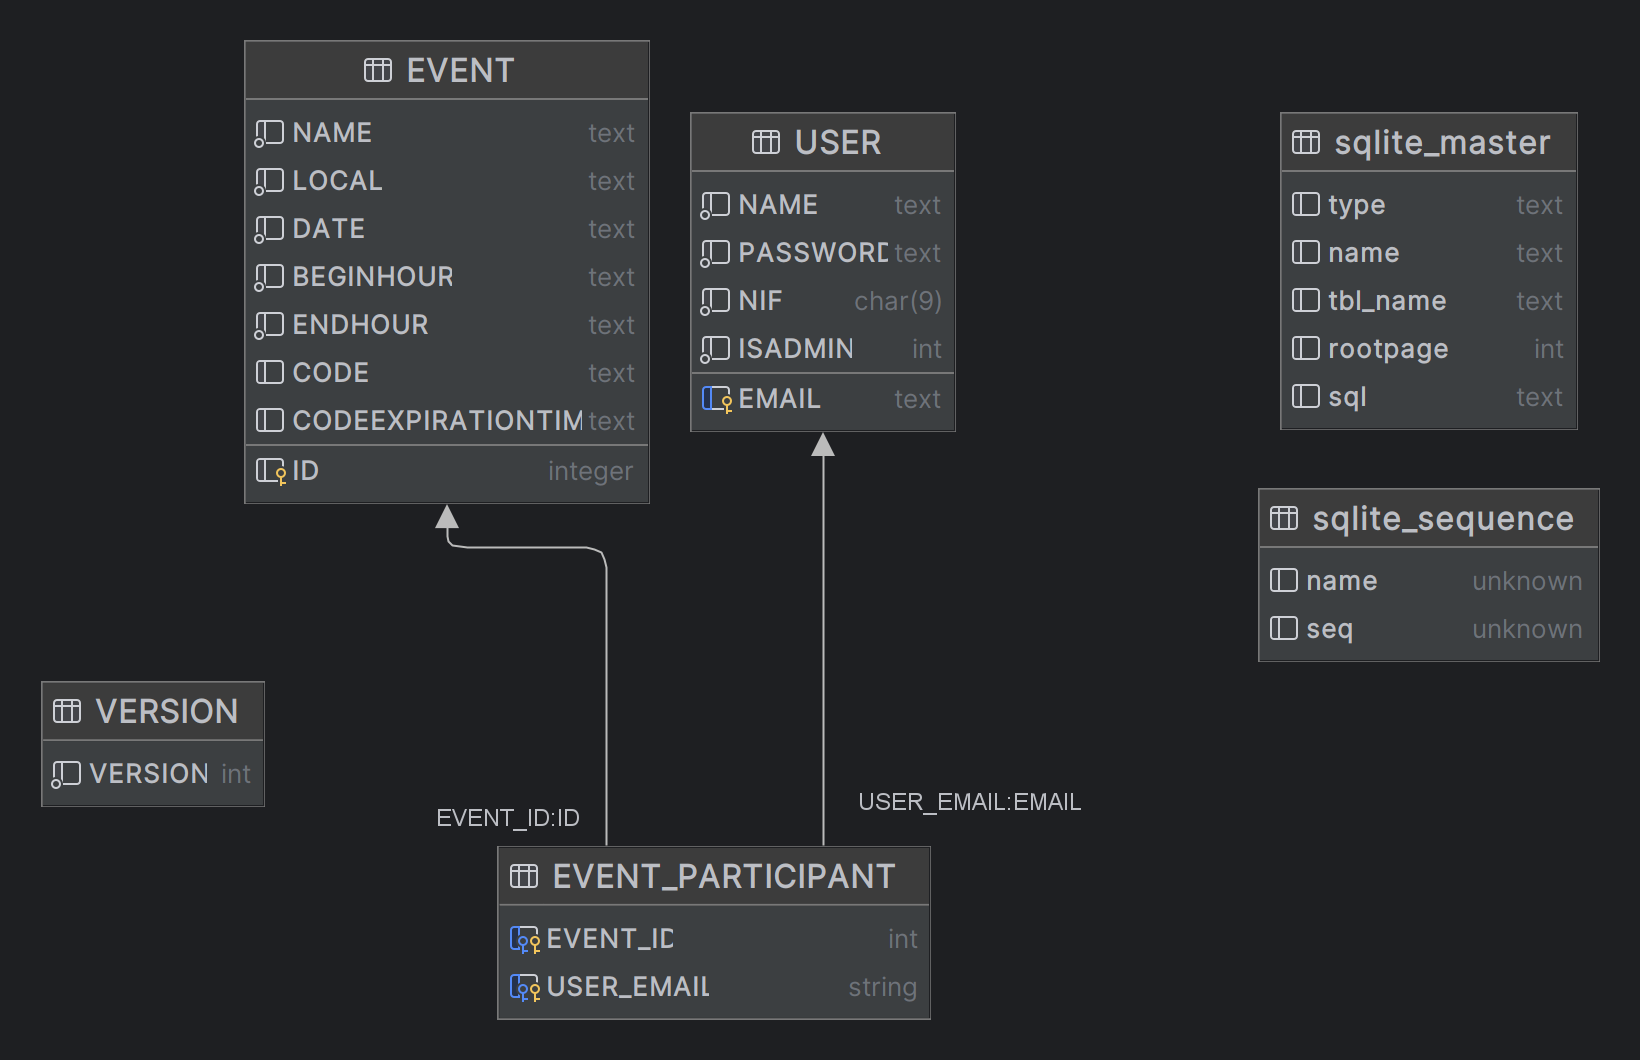 EVENT
NAME text
LOCAL text
DATE text
BEGINHOUR text
ENDHOUR text
CODE text
CODEEXPIRATIONTIM text
ID integer
USER
NAME text
PASSWORD text
NIF char(9)
ISADMIN int
EMAIL text
sqlite_master
type text
name text
tbl_name text
rootpage int
sql text
sqlite_sequence
name unknown
seq unknown
VERSION
VERSION int
EVENT_ID:ID
USER_EMAIL:EMAIL
EVENT_PARTICIPANT
EVENT_ID int
USER_EMAIL string